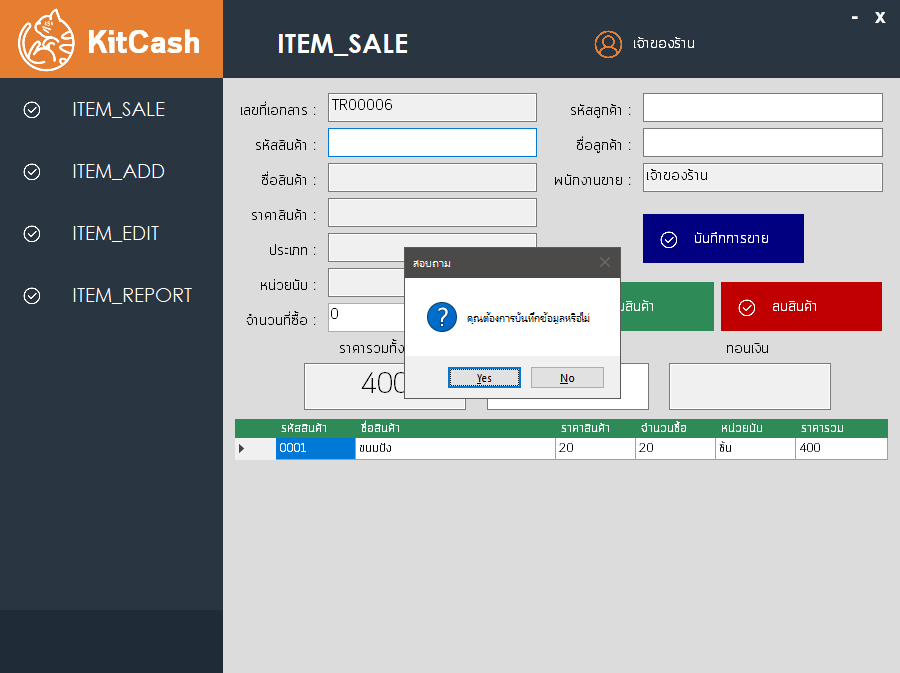 KitCash
ITEM_SALE
เจ้าของร้าน
- X
ITEM_SALE
ITEM_ADD
ITEM_EDIT
ITEM_REPORT
เลขที่เอกสาร : TR00006
รหัสลูกค้า :
รหัสสินค้า :
ชื่อลูกค้า :
ชื่อสินค้า :
พนักงานขาย : เจ้าของร้าน
ราคาสินค้า :
บันทึกการขาย
ประเภท :
หน่วยนับ :
จำนวนที่ซื้อ : 0
สินค้า
ลบสินค้า
สอบถาม
คุณต้องการบันทึกข้อมูลหรือไม่
Yes No
ราคารวมทั้ง
ทอนเงิน
400
รหัสสินค้า ชื่อสินค้า ราคาสินค้า จำนวนซื้อ หน่วยนับ ราคารวม
0001 ขนมปัง 20 20 ชิ้น 400